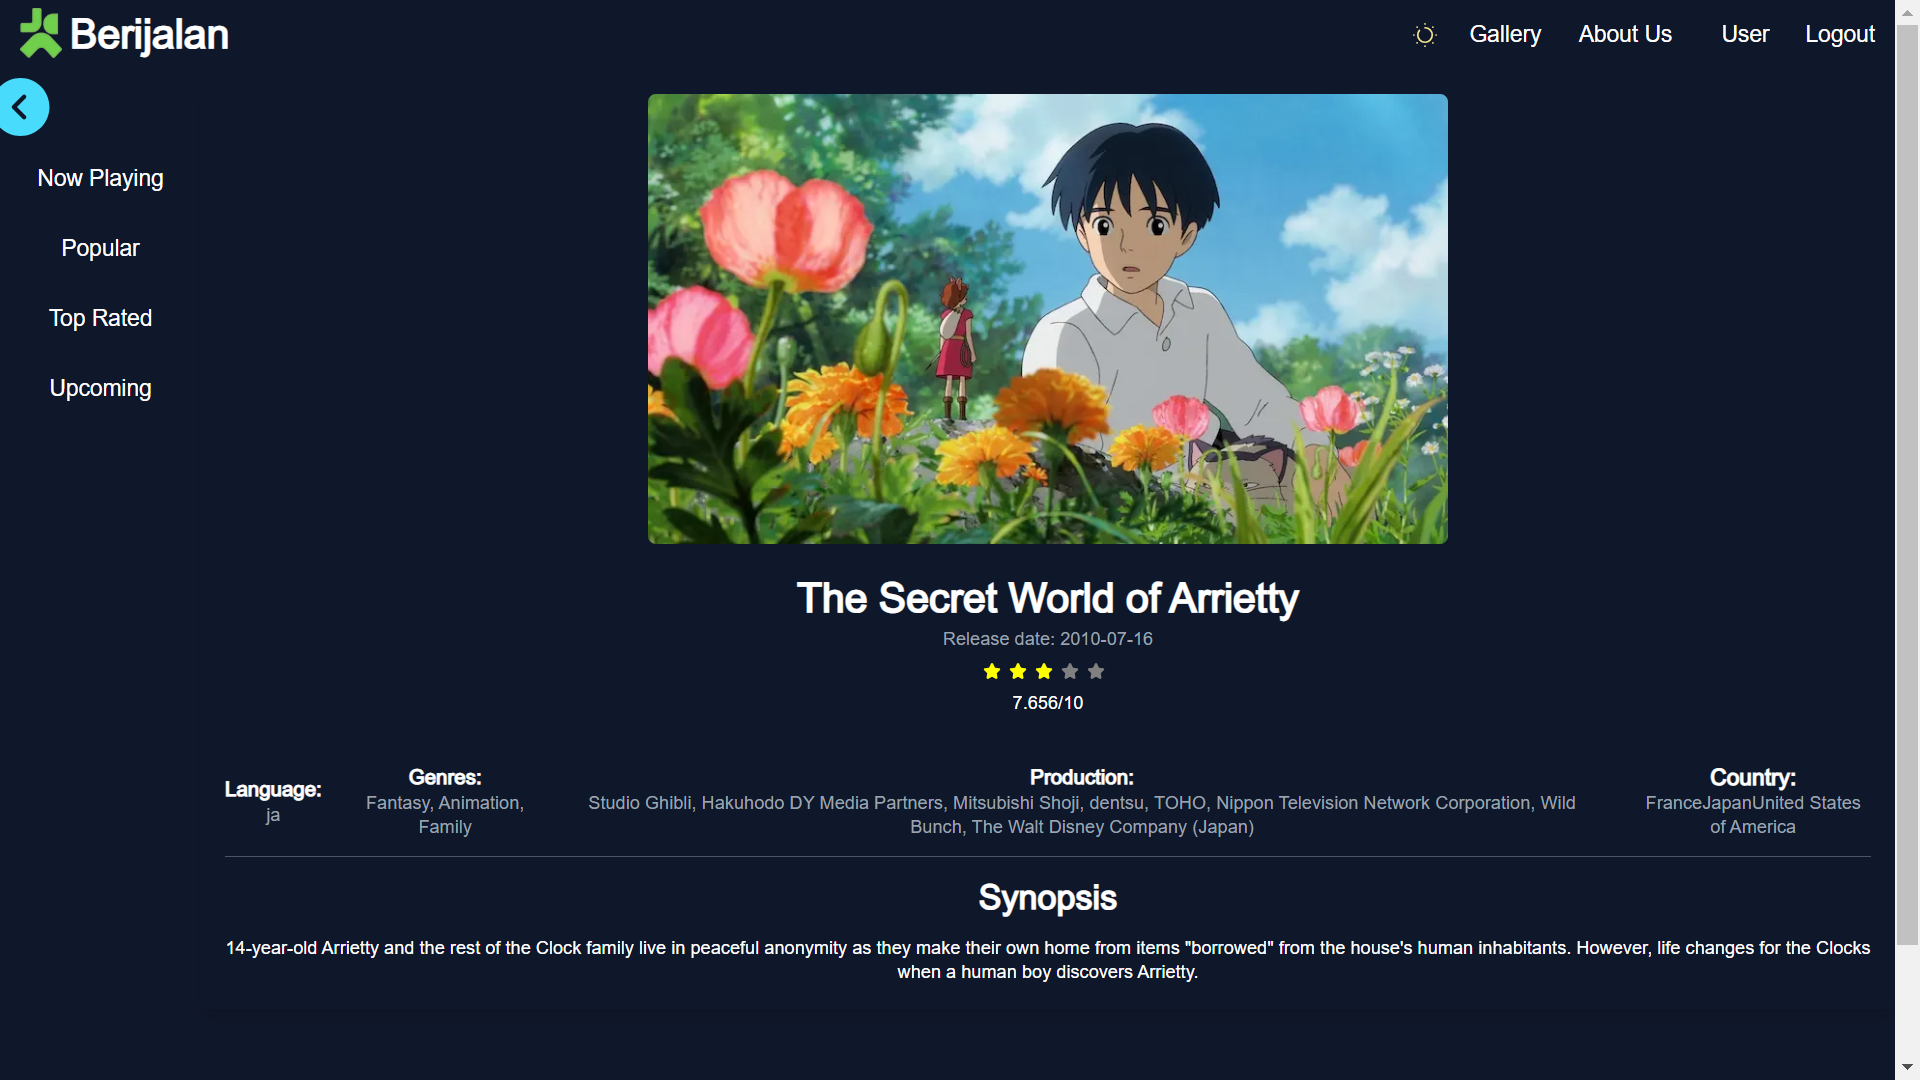 Berijalan
Gallery
About Us
User
Logout
Now Playing
Popular
Top Rated
Upcoming
The Secret World of Arrietty
Release date: 2010-07-16
7.656/10
Language:
ja
Genres:
Fantasy, Animation,
Family
Production:
Studio Ghibli, Hakuhodo DY Media Partners, Mitsubishi Shoji, dentsu, TOHO, Nippon Television Network Corporation, Wild
Bunch, The Walt Disney Company (Japan)
Country:
FranceJapanUnited States
of America
Synopsis
14-year-old Arrietty and the rest of the Clock family live in peaceful anonymity as they make their own home from items "borrowed" from the house's human inhabitants. However, life changes for the Clocks
when a human boy discovers Arrietty.